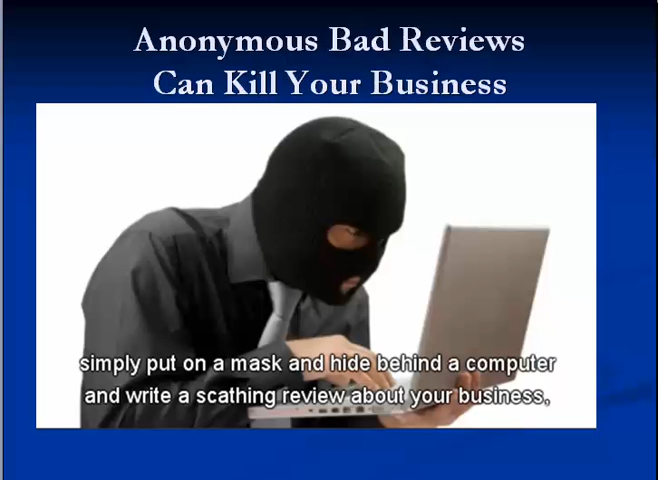 Anonymous Bad Reviews
Can Kill Your Business
simply put on a mask and hide behind a computer
and write a scathing review about your business,